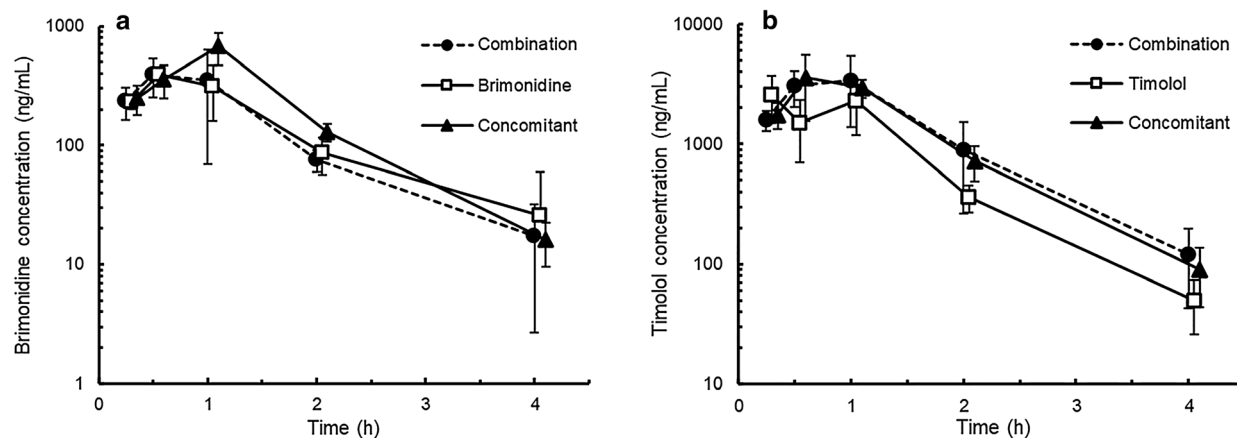 a
Brimonidine concentration (ng/mL)
1000
100
10
1
0
1
2
3
4
Time (h)
Combination
Brimonidine
Concomitant
b
Timolol concentration (ng/mL)
10000
1000
100
10
0
1
2
3
4
Time (h)
Combination
Timolol
Concomitant